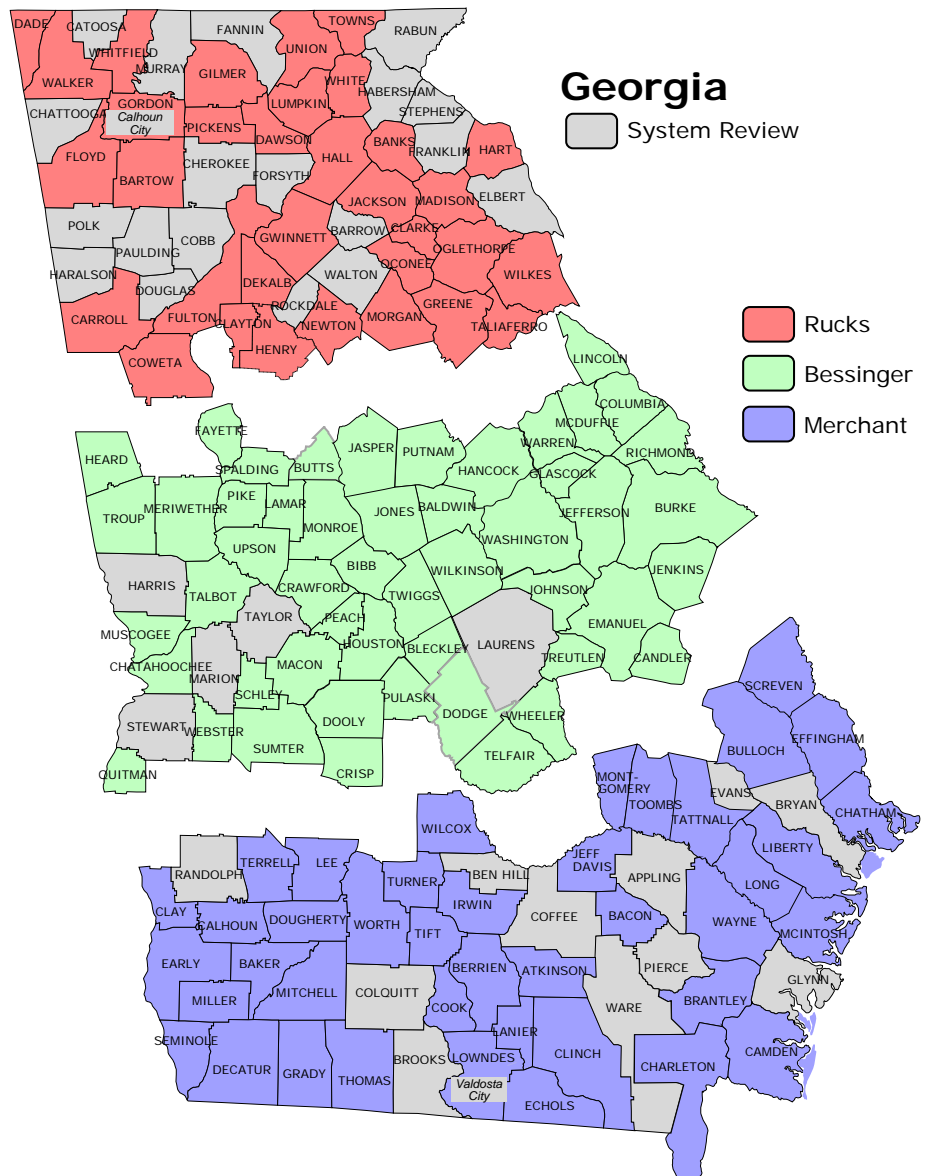 Georgia
System Review
Rucks
Bessinger
Merchant
DADE
CATOOSA
FANNIN
TOWNS
RABUN
WHITFIELD
MURRAY
UNION
WALKER
GILMER
WHITE
HABERSHAM
LUMPKIN
STEPHENS
CHATTOOGA
GORDON
Calhoun
City
PICKENS
DAWSON
BANKS
FRANKLIN
HART
FLOYD
CHEROKEE
HALL
BARTOW
FORSYTH
ELBERT
JACKSON
MADISON
POLK
COBB
GWINNETT
BARROW
CLARKE
PAULDING
OGLETHORPE
OCONEE
HARALSON
WALTON
WILKES
DEKALB
DOUGLAS
ROCKDALE
GREENE
CARROLL
FULTON
CLAYTON
NEWTON
MORGAN
TALIAFERRO
HENRY
COWETA
LINCOLN
COLUMBIA
MCDUFFIE
FAYETTE
WARREN
JASPER
PUTNAM
RICHMOND
HEARD
SPALDING
BUTTS
HANCOCK
GLASCOCK
PIKE
LAMAR
MERIWETHER
TROUP
MONROE
JONES
BALDWIN
JEFFERSON
BURKE
WASHINGTON
UPSON
BIBB
WILKINSON
JENKINS
HARRIS
TALBOT
CRAWFORD
TWIGGS
JOHNSON
TAYLOR
PEACH
EMANUEL
MUSCOGEE
HOUSTON
BLECKLEY
LAURENS
CHATAHOOCHEE
MARION
MACON
TREUTLEN
CANDLER
SCHLEY
PULASKI
STEWART
WEBSTER
DOOLY
DODGE
WHEELER
SUMTER
TELFAIR
QUITMAN
CRISP
SCREVEN
EFFINGHAM
BULLOCH
MONT-
GOMERY
TOOMBS
EVANS
BRYAN
TATTNALL
CHATHAM
WILCOX
LIBERTY
RANDOLPH
TERRELL
LEE
JEFF
DAVIS
TURNER
BEN HILL
APPLING
LONG
IRWIN
CLAY
CALHOUN
DOUGHERTY
WORTH
TIFT
COFFEE
BACON
WAYNE
MCINTOSH
EARLY
BAKER
BERRIEN
ATKINSON
PIERCE
GLYNN
MILLER
MITCHELL
COLQUITT
COOK
WARE
BRANTLEY
SEMINOLE
LANIER
DECATUR
GRADY
THOMAS
BROOKS
LOWNDES
CLINCH
CHARLETON
CAMDEN
Valdosta
City
ECHOLS